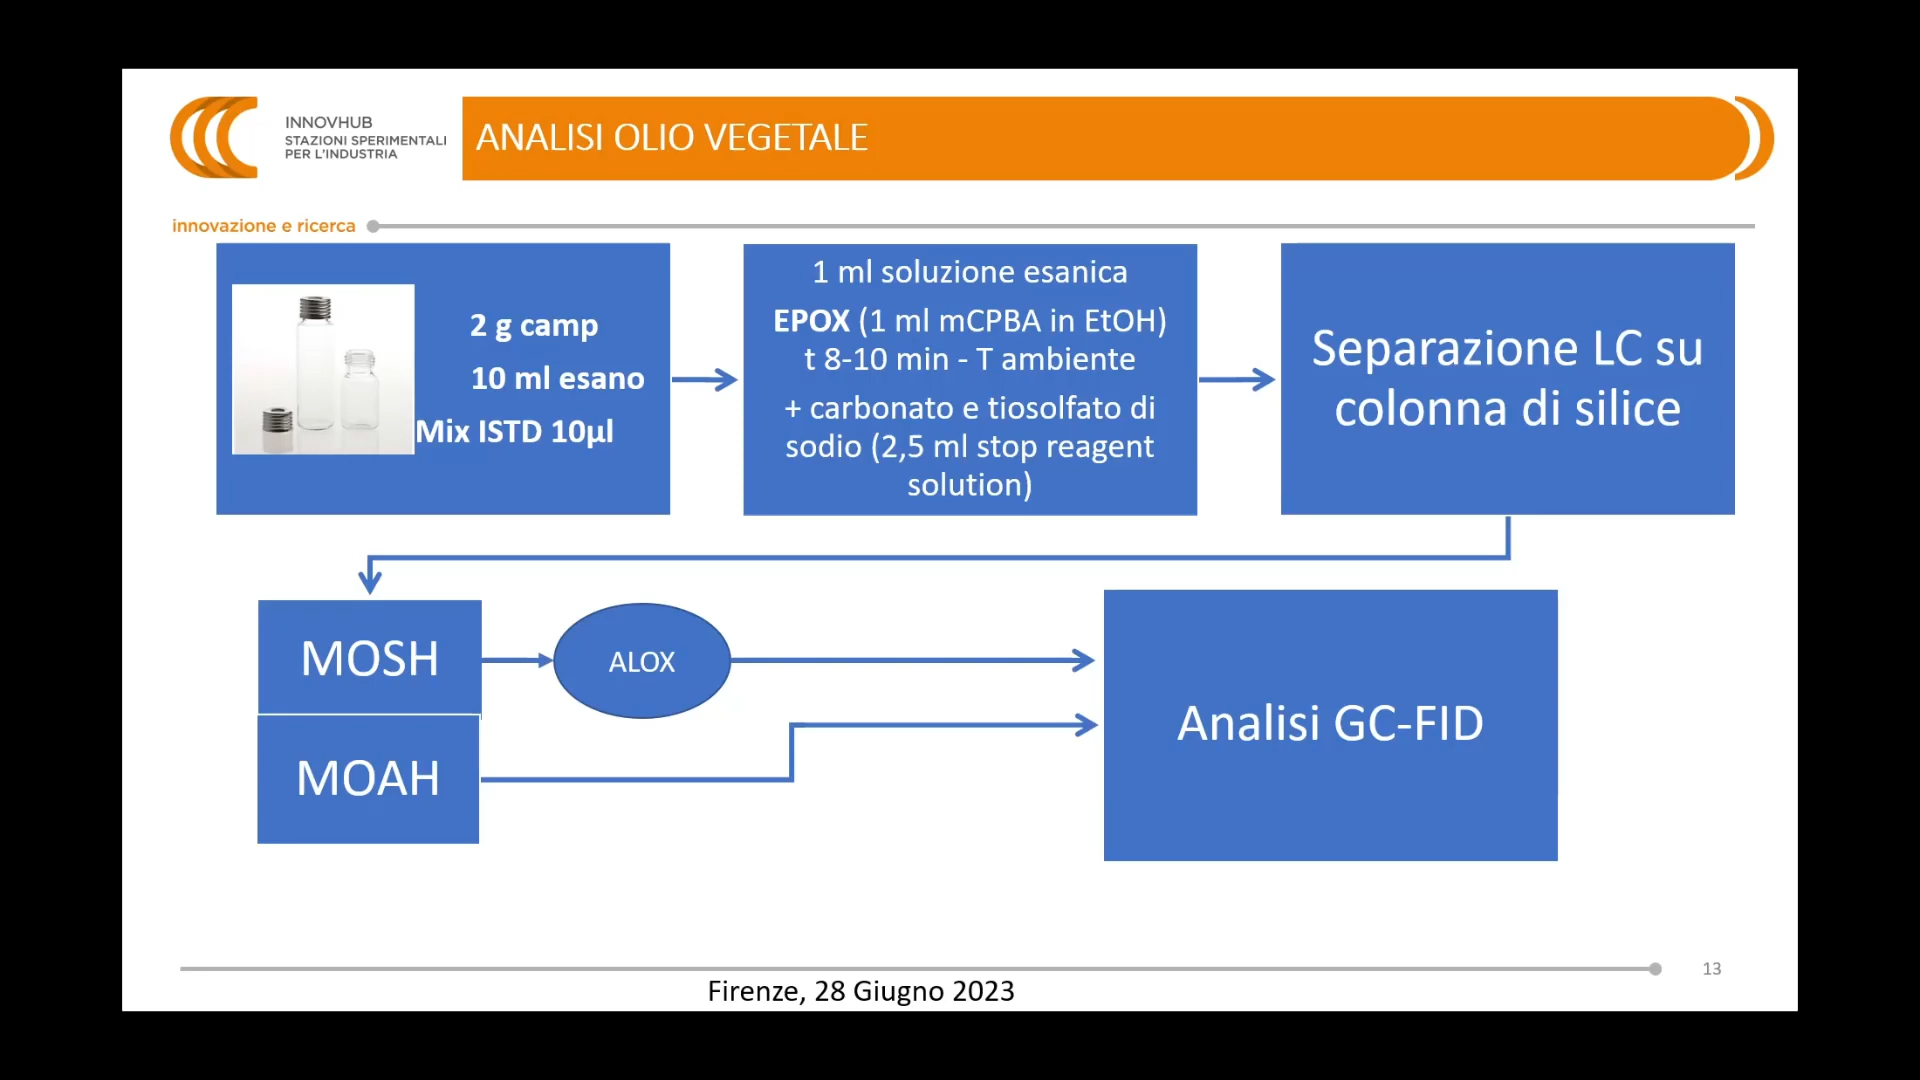 INNOVHUB
STAZIONI SPERIMENTALI
PER L'INDUSTRIA
ANALISI OLIO VEGETALE
innovazione e ricerca
2 g camp
10 ml esano
Mix ISTD 10µl
1 ml soluzione esanica
EPOX (1 ml mCPBA in EtOH)
t 8-10 min - T ambiente
+ carbonato e tiosolfato di
sodio (2,5 ml stop reagent
solution)
Separazione LC su
colonna di silice
MOSH
ALOX
MOAH
Analisi GC-FID
13
Firenze, 28 Giugno 2023